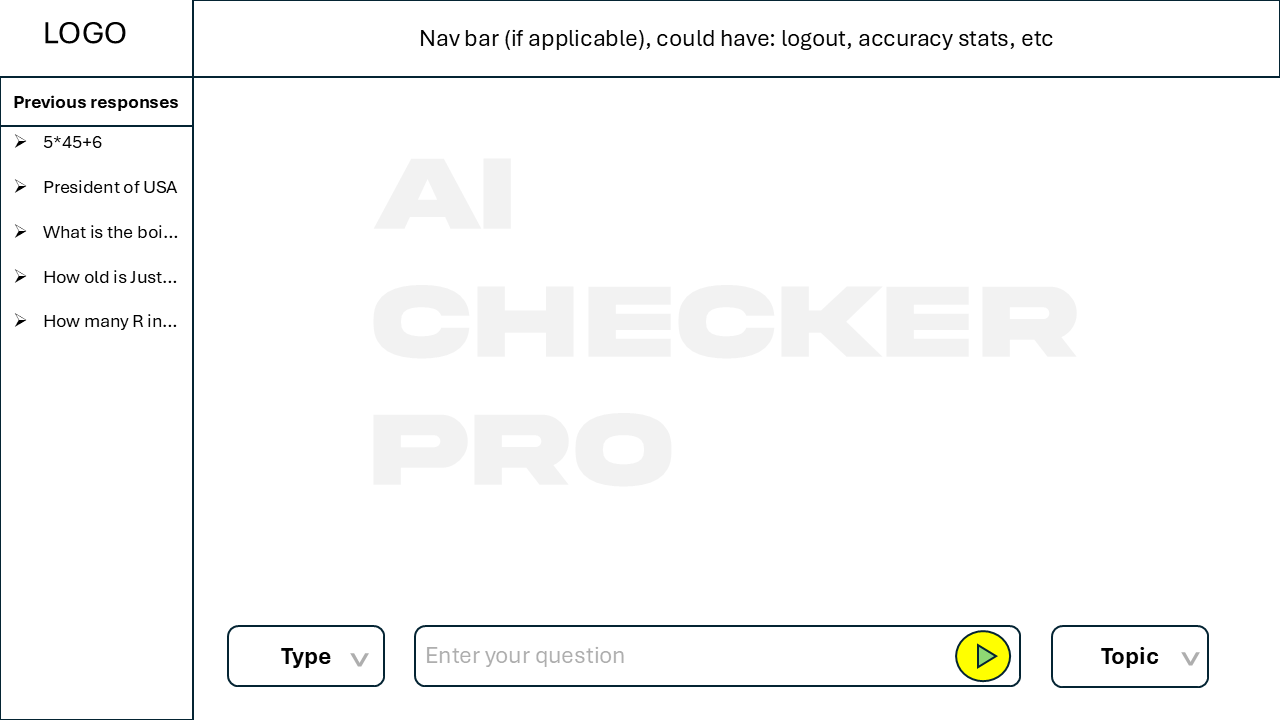 LOGO
Nav bar (if applicable), could have: logout, accuracy stats, etc
Previous responses
5*45+6
President of USA
What is the boi...
How old is Just...
How many R in...
AI
CHECKER
PRO
Type
Enter your question
Topic